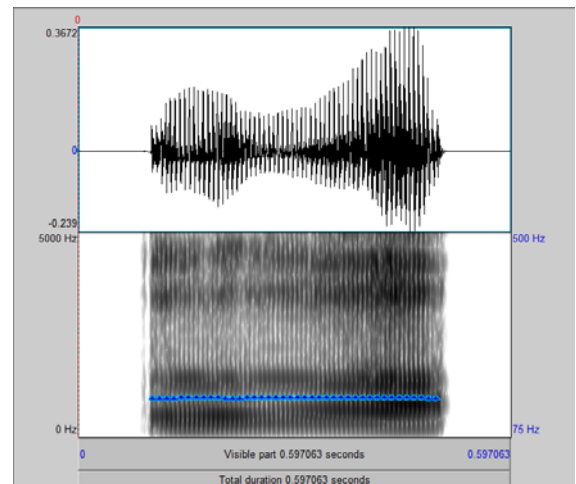 0
0.3672
0
-0.239
5000 Hz
500 Hz
0 Hz
75 Hz
0 Visible part 0.597063 seconds 0.597063
Total duration 0.597063 seconds